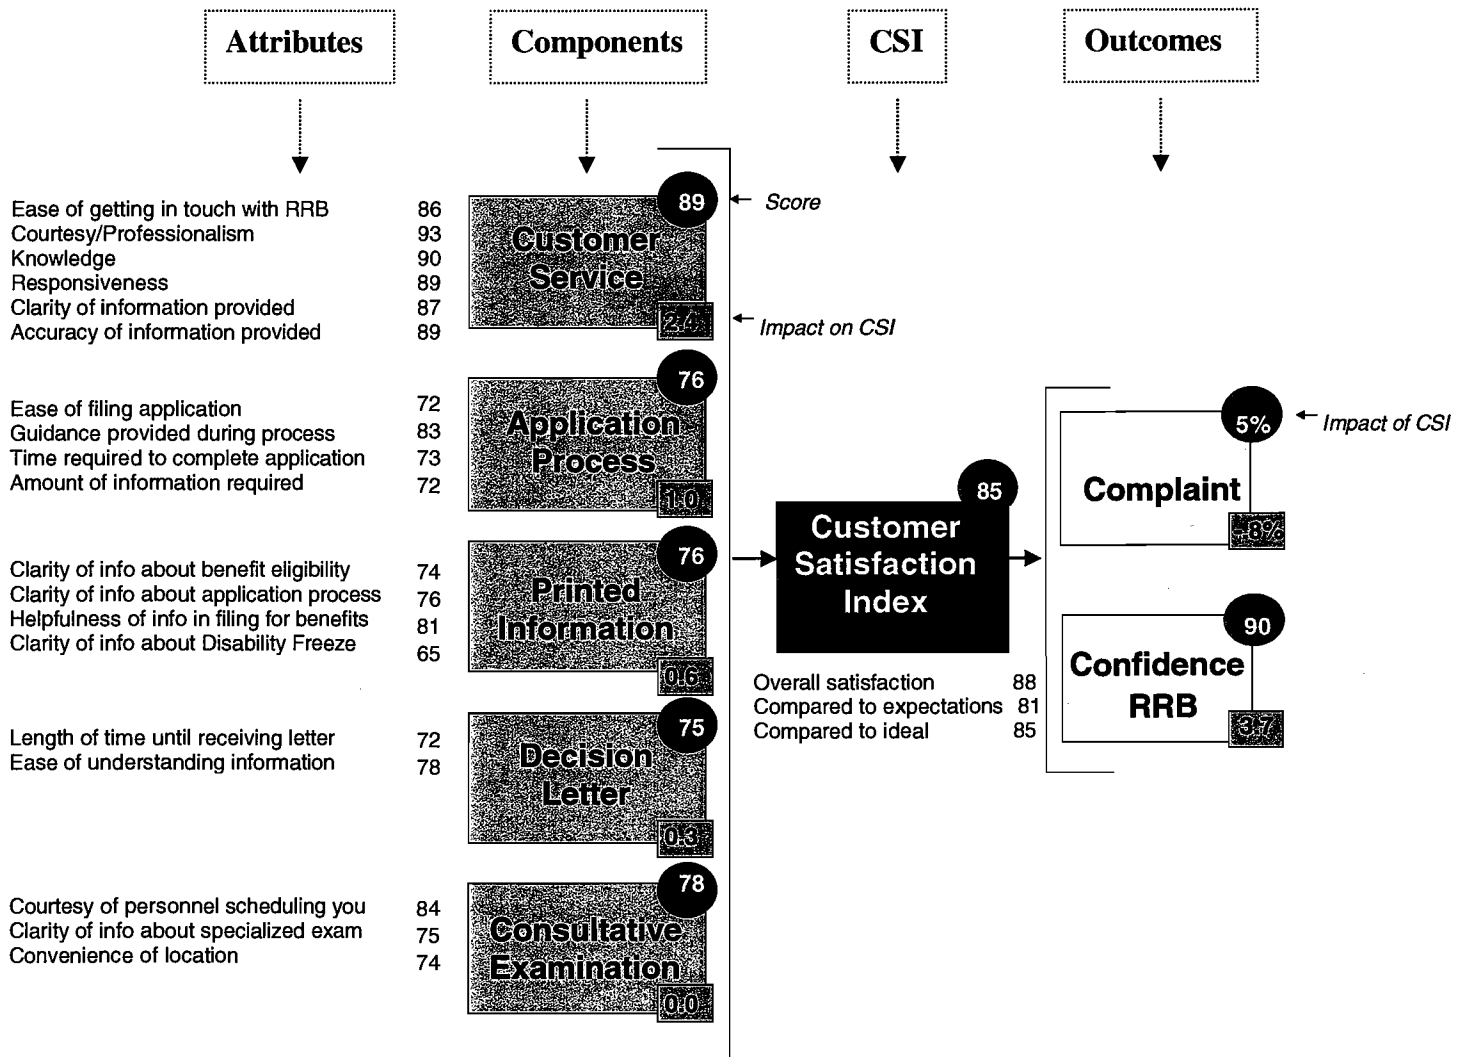 Attributes
Components
CSI
Outcomes
Ease of getting in touch with RRB 86
Courtesy/Professionalism 93
Knowledge 90
Responsiveness 89
Clarity of information provided 87
Accuracy of information provided 89
89
Customer
Service
2.4
Score
Impact on CSI
Ease of filing application 72
Guidance provided during process 83
Time required to complete application 73
Amount of information required 72
76
Application
Process
1.0
Clarity of info about benefit eligibility 74
Clarity of info about application process 76
Helpfulness of info in filing for benefits 81
Clarity of info about Disability Freeze 65
76
Printed
Information
0.6
Length of time until receiving letter 72
Ease of understanding information 78
75
Decision
Letter
0.3
Courtesy of personnel scheduling you 84
Clarity of info about specialized exam 75
Convenience of location 74
78
Consultative
Examination
0.0
85
Customer
Satisfaction
Index
Overall satisfaction 88
Compared to expectations 81
Compared to ideal 85
5%
Complaint
-8%
Impact of CSI
90
Confidence
RRB
3.7